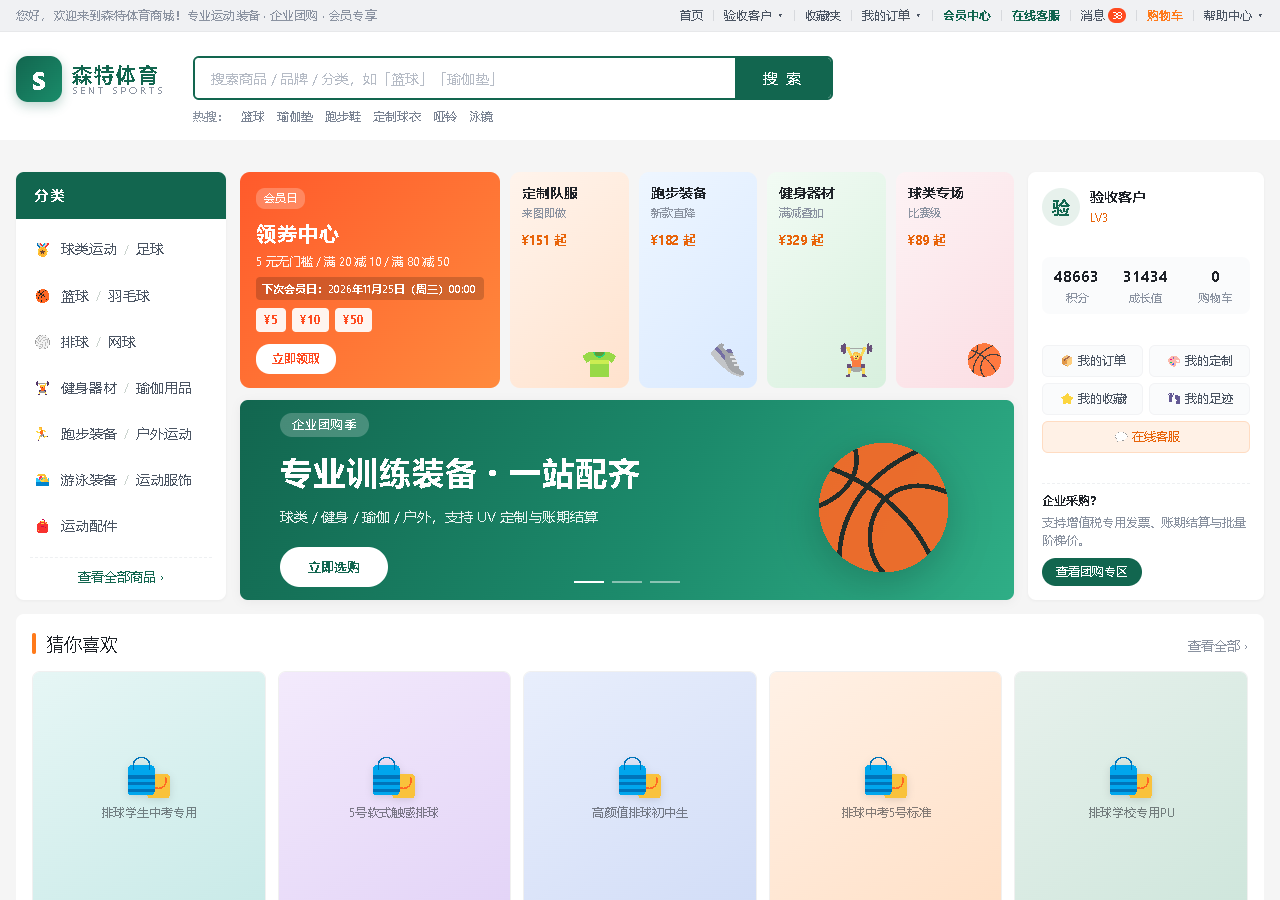 您好，欢迎来到森特体育商城！专业运动装备 · 企业团购 · 会员专享
首页 验收客户 收藏夹 我的订单 会员中心 在线客服 消息 38 购物车 帮助中心
S 森特体育
SENT SPORTS
搜索商品 / 品牌 / 分类，如「篮球」「瑜伽垫」 搜 索
热搜： 篮球 瑜伽垫 跑步鞋 定制球衣 哑铃 泳镜
分类
球类运动 / 足球
篮球 / 羽毛球
排球 / 网球
健身器材 / 瑜伽用品
跑步装备 / 户外运动
游泳装备 / 运动服饰
运动配件
查看全部商品 ›
会员日
领券中心
5 元无门槛 / 满 20 减 10 / 满 80 减 50
下次会员日：2026年11月25日（周三）00:00
¥5 ¥10 ¥50
立即领取
定制队服
来图即做
¥151 起
跑步装备
新款直降
¥182 起
健身器材
满减叠加
¥329 起
球类专场
比赛级
¥89 起
企业团购季
专业训练装备 · 一站配齐
球类 / 健身 / 瑜伽 / 户外，支持 UV 定制与账期结算
立即选购
验 验收客户
LV3
48663 31434 0
积分 成长值 购物车
我的订单 我的定制
我的收藏 我的足迹
在线客服
企业采购？
支持增值税专用发票、账期结算与批量
阶梯价。
查看团购专区
猜你喜欢 查看全部 ›
排球学生中考专用
5号软式触感排球
高颜值排球初中生
排球中考5号标准
排球学校专用PU